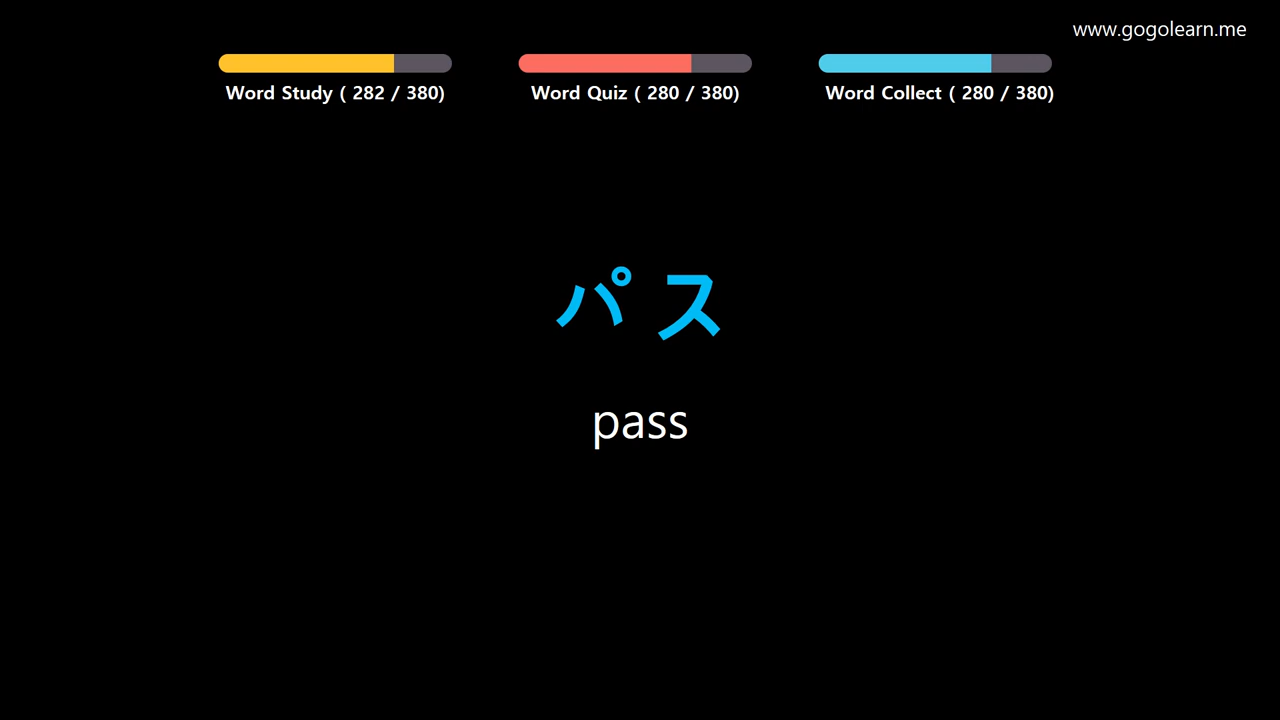 www.gogolearn.me
Word Study ( 282 / 380)
Word Quiz ( 280 / 380)
Word Collect ( 280 / 380)
パス
pass